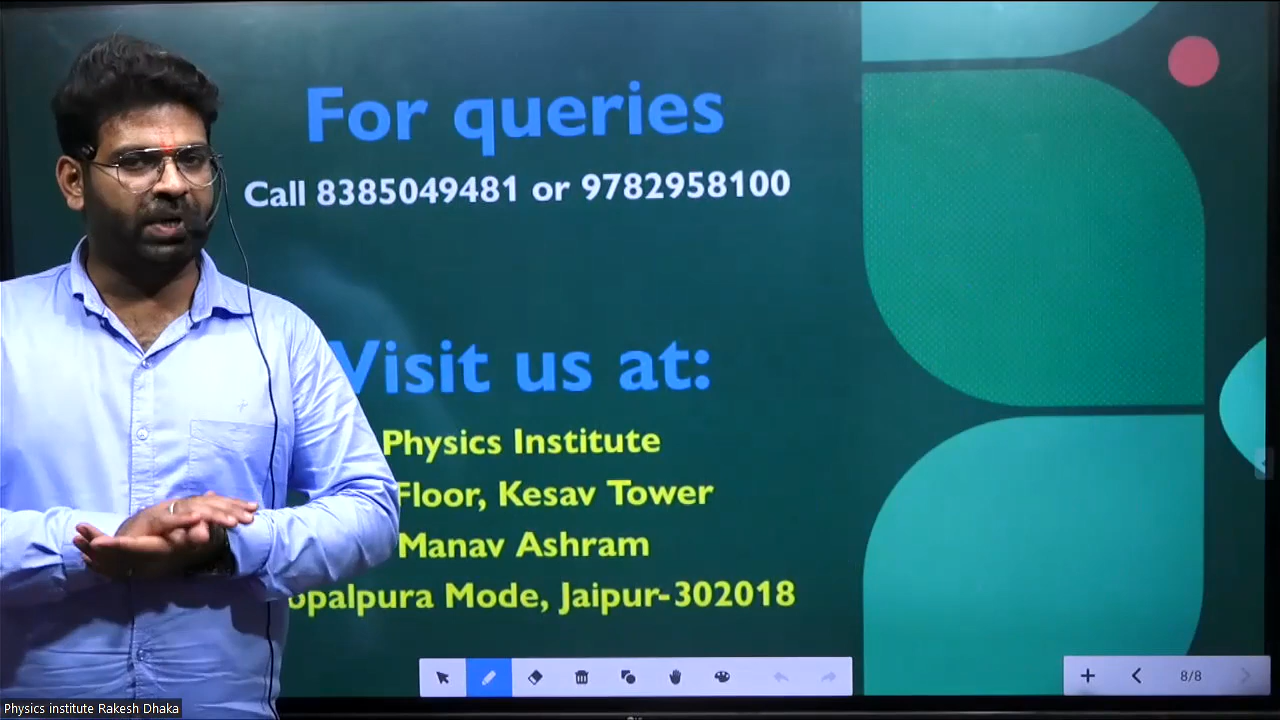 For queries
Call 8385049481 or 9782958100
Visit us at:
Physics Institute
Floor, Kesav Tower
Manav Ashram
opalpura Mode, Jaipur-302018
8/8
Physics institute Rakesh Dhaka